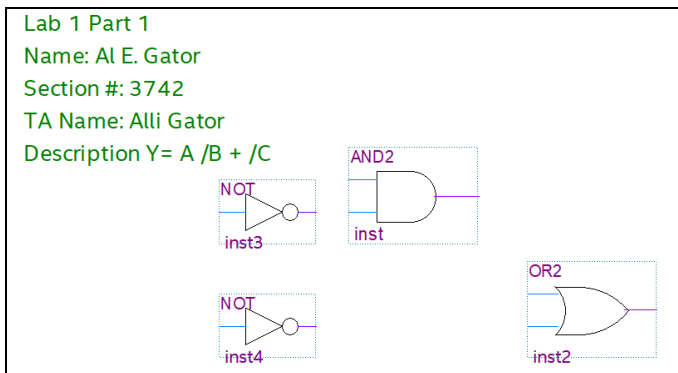 Lab 1 Part 1
Name: Al E. Gator
Section #: 3742
TA Name: Alli Gator
Description Y= A /B + /C
AND2
inst
NOT
inst3
OR2
inst2
NOT
inst4